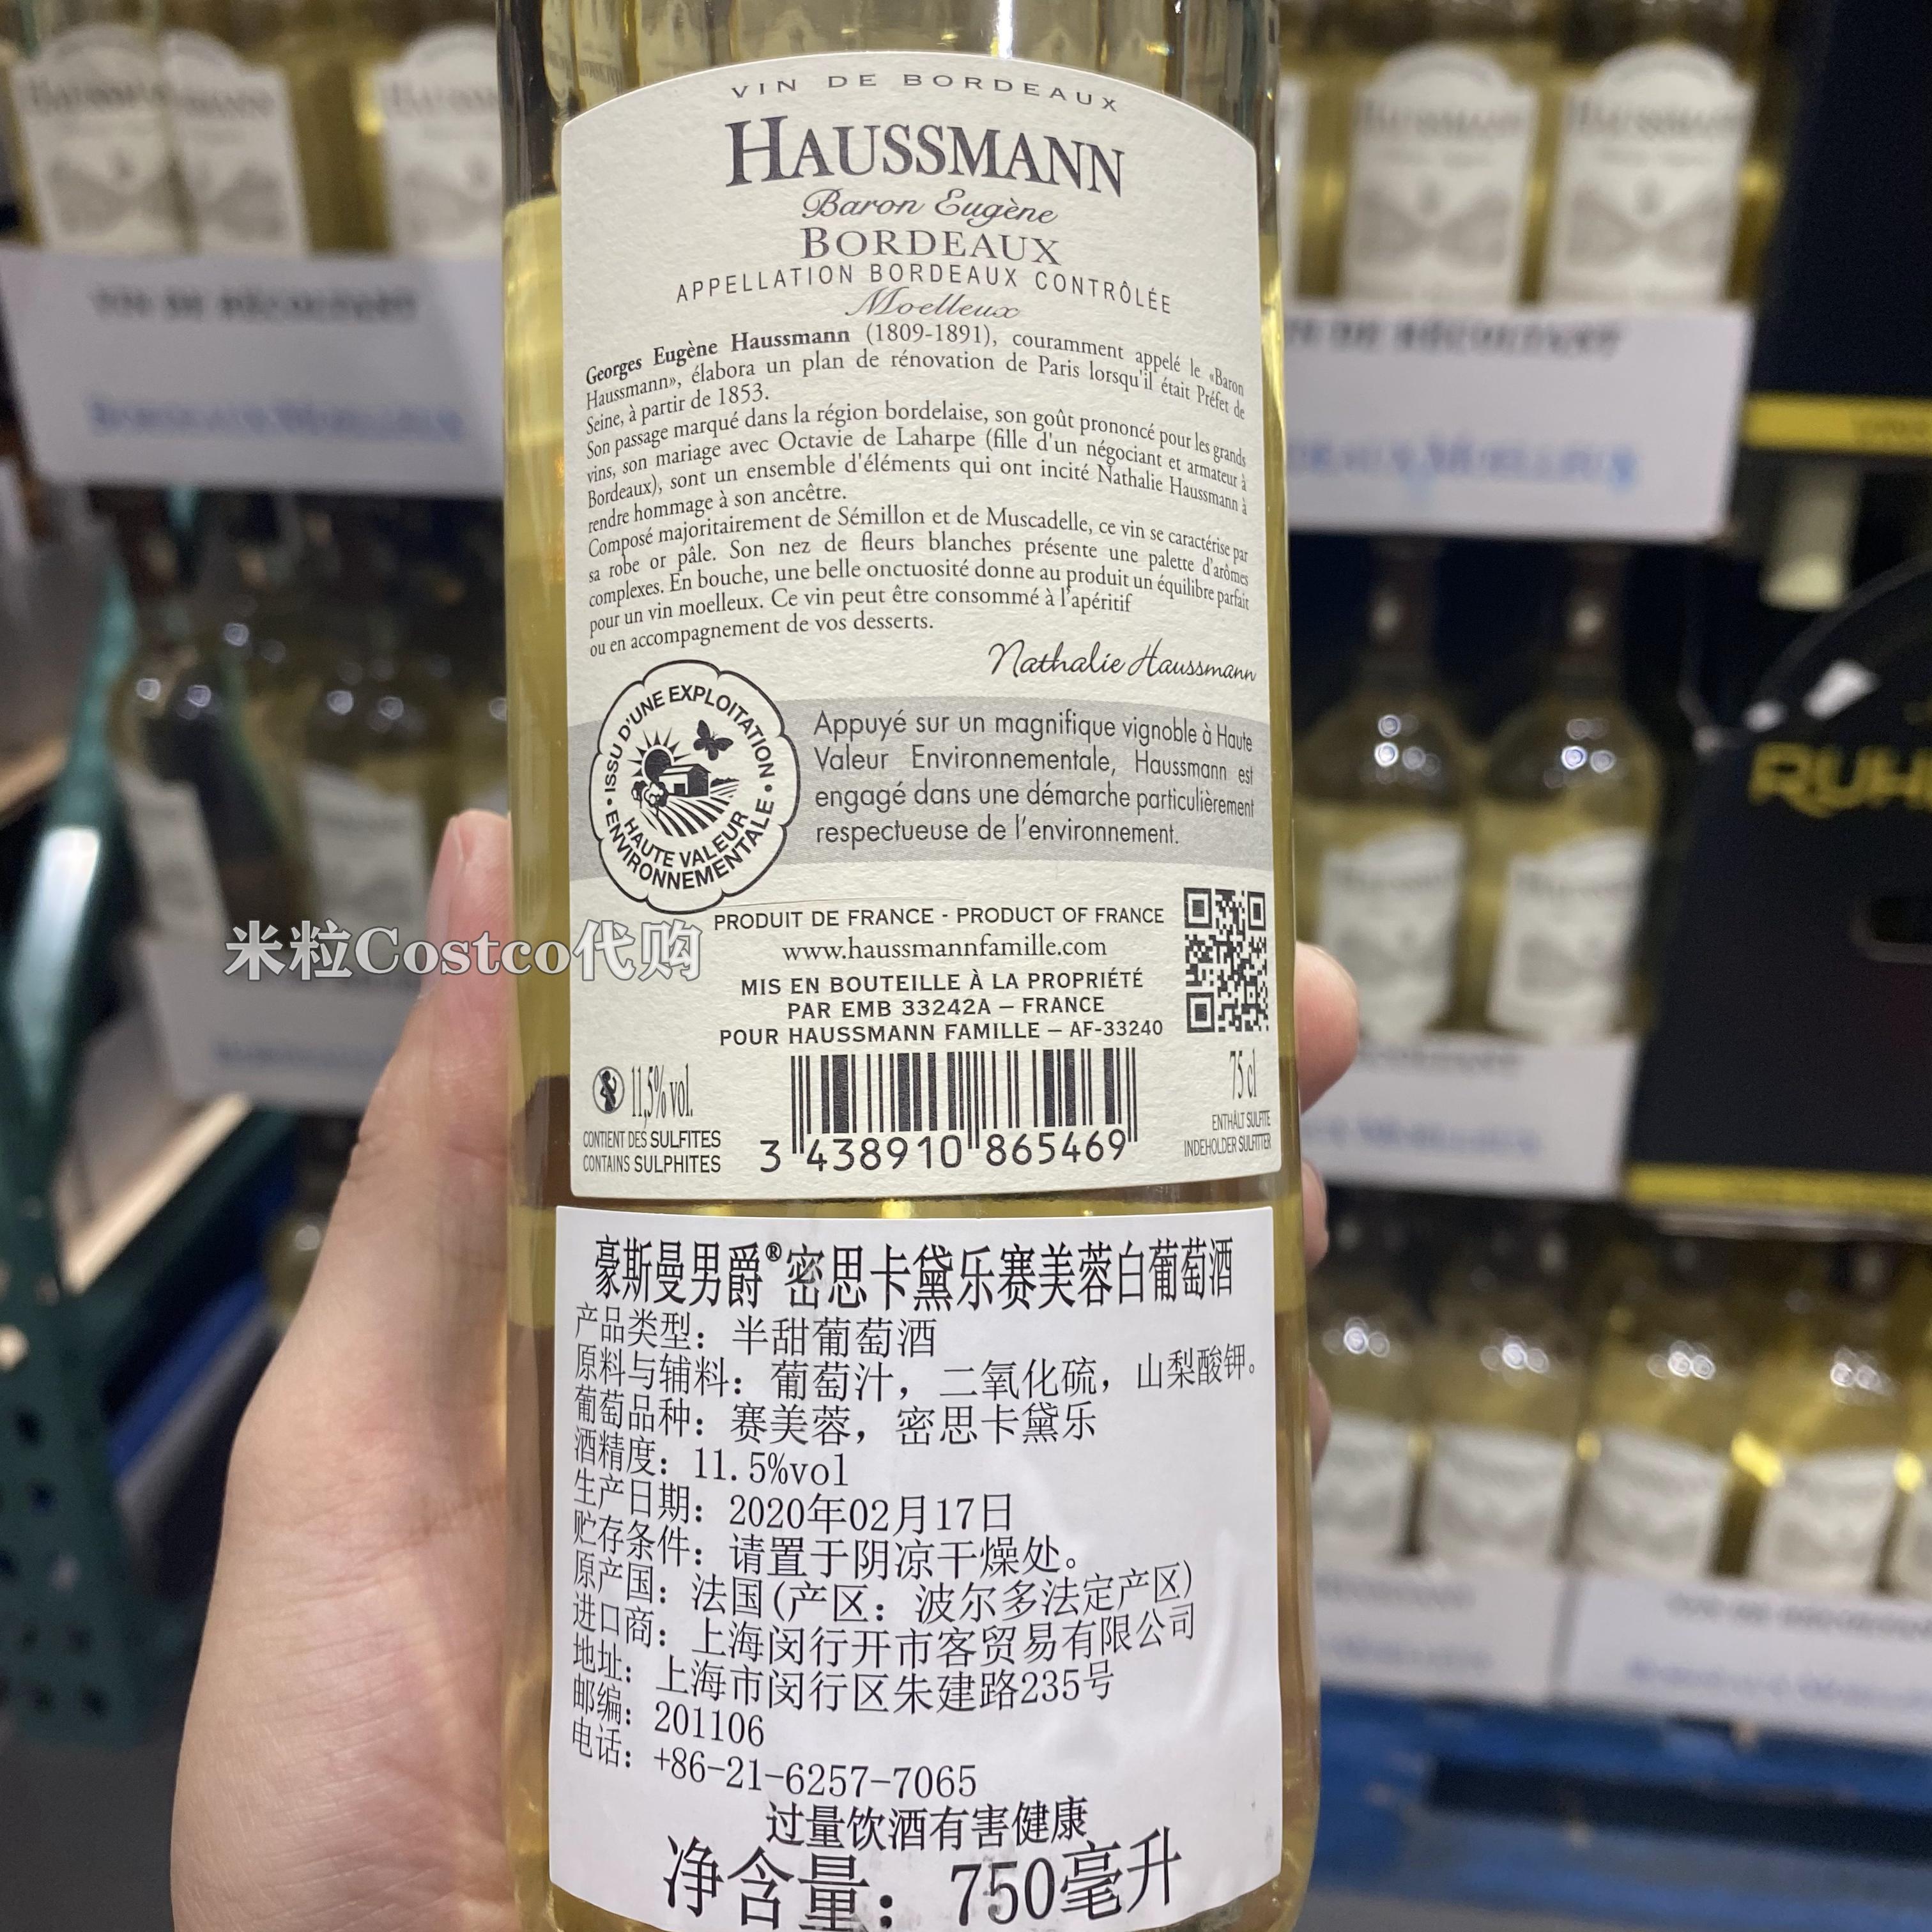 VIN DE BORDEAUX
HAUSSMANN
Baron Eugène
BORDEAUX
APPELLATION BORDEAUX CONTRÔLÉE
Moelleux
Georges Eugène Haussmann (1809-1891), couramment appelé le «Baron
Haussmann», élabora un plan de rénovation de Paris lorsqu'il était Préfet de
Seine, à partir de 1853.
Son passage marqué dans la région bordelaise, son goût prononcé pour les grands
vins, son mariage avec Octavie de Laharpe (fille d'un négociant et armateur à
Bordeaux), sont un ensemble d'éléments qui ont incité Nathalie Haussmann à
rendre hommage à son ancêtre.
Composé majoritairement de Sémillon et de Muscadelle, ce vin se caractérise par
sa robe or pâle. Son nez de fleurs blanches présente une palette d'arômes
complexes. En bouche, une belle onctuosité donne au produit un équilibre parfait
pour un vin moelleux. Ce vin peut être consommé à l'apéritif
ou en accompagnement de vos desserts.
Nathalie Haussmann
ISSU D'UNE EXPLOITATION
HAUTE VALEUR
ENVIRONNEMENTALE
Appuyé sur un magnifique vignoble à Haute
Valeur Environnementale, Haussmann est
engagé dans une démarche particulièrement
respectueuse de l'environnement.
米粒Costco代购
PRODUIT DE FRANCE - PRODUCT OF FRANCE
www.haussmannfamille.com
MIS EN BOUTEILLE À LA PROPRIÉTÉ
PAR EMB 33242A – FRANCE
POUR HAUSSMANN FAMILLE – AF-33240
11,5% vol.
75 cl
CONTIENT DES SULFITES
CONTAINS SULPHITES
3 438910 865469
ENTHÄLT SULFITE
INDEHOLDER SULFITTER
豪斯曼男爵®密思卡黛乐赛美蓉白葡萄酒
产品类型：半甜葡萄酒
原料与辅料：葡萄汁，二氧化硫，山梨酸钾。
葡萄品种：赛美蓉，密思卡黛乐
酒精度：11.5%vol
生产日期：2020年02月17日
贮存条件：请置于阴凉干燥处。
原产国：法国(产区：波尔多法定产区)
进口商：上海闵行开市客贸易有限公司
地址：上海市闵行区朱建路235号
邮编：201106
电话：+86-21-6257-7065
过量饮酒有害健康
净含量：750毫升
VIN DE RÉCOLTANT
BORDEAUX MOELLEUX
RUH